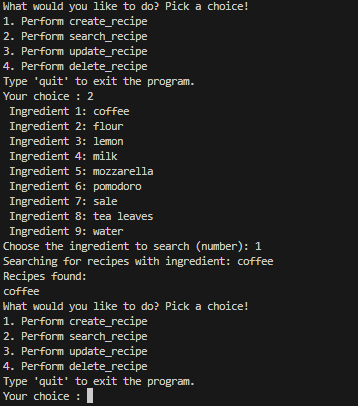 What would you like to do? Pick a choice!
1. Perform create_recipe
2. Perform search_recipe
3. Perform update_recipe
4. Perform delete_recipe
Type 'quit' to exit the program.
Your choice : 2
Ingredient 1: coffee
Ingredient 2: flour
Ingredient 3: lemon
Ingredient 4: milk
Ingredient 5: mozzarella
Ingredient 6: pomodoro
Ingredient 7: sale
Ingredient 8: tea leaves
Ingredient 9: water
Choose the ingredient to search (number): 1
Searching for recipes with ingredient: coffee
Recipes found:
coffee
What would you like to do? Pick a choice!
1. Perform create_recipe
2. Perform search_recipe
3. Perform update_recipe
4. Perform delete_recipe
Type 'quit' to exit the program.
Your choice :